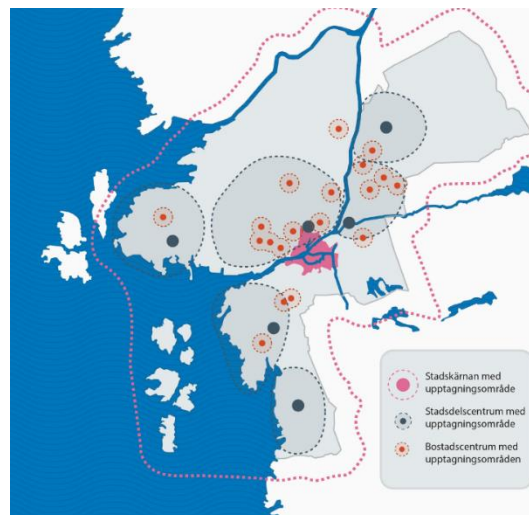 Stadskärnan med
upptagningsområde
Stadsdelscentrum med
upptagningsområde
Bostadscentrum med
upptagningsområden